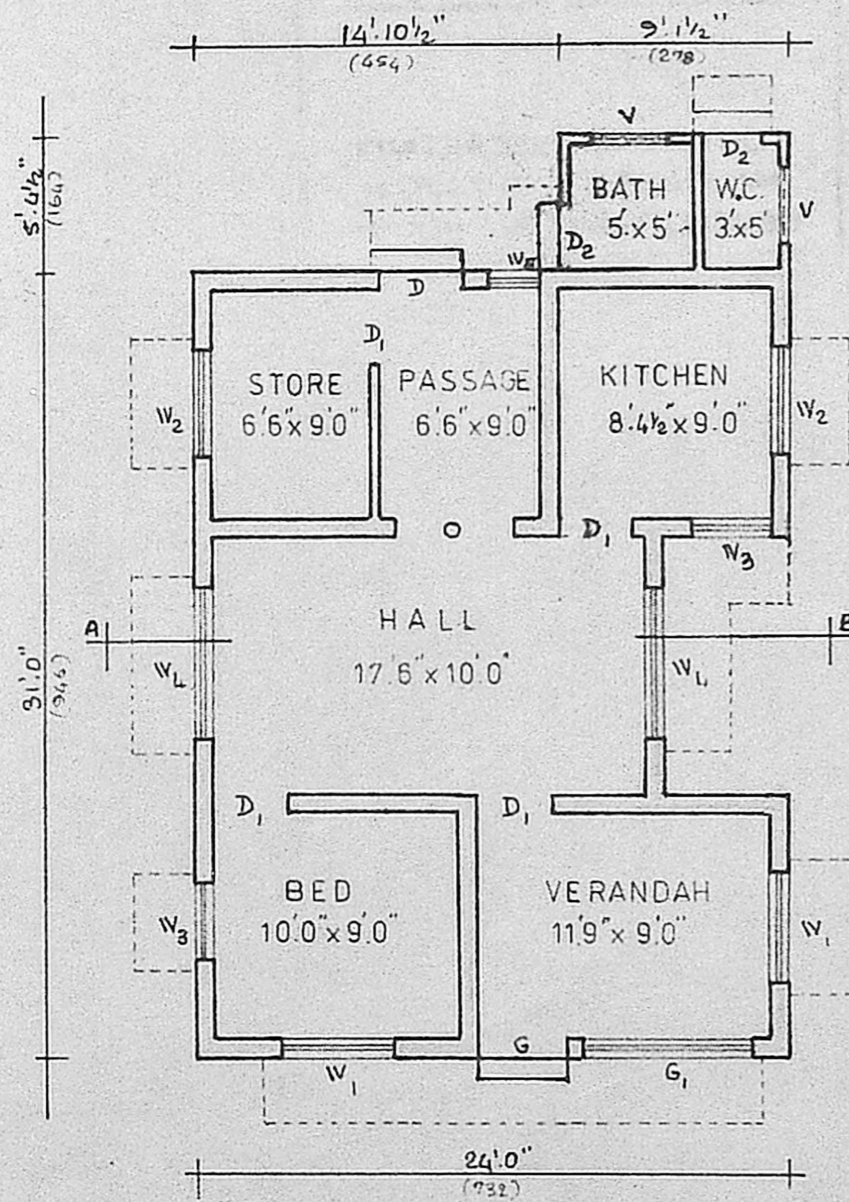 14'.10½"
(454)
9'.1½"
(278)
5'.4½"
(164)
V
BATH
5'.x5'
D₂
W.C.
3'.x5'
V
D₂
D
D₁
STORE
6'.6"x9'.0"
PASSAGE
6'.6"x9'.0"
KITCHEN
8'.4½"x9'.0"
W₂
W₂
O
D₁
W₃
HALL
17'.6"x10'.0"
A
B
W₄
W₄
31'.0"
D₁
D₁
BED
10'.0"x9'.0"
VERANDAH
11'.9"x9'.0"
W₃
W₁
W₁
G
G₁
24'.0"
(732)